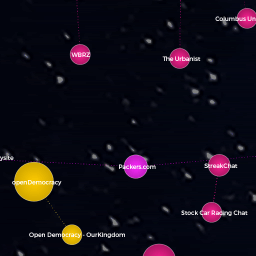 Columbus Un
WBRZ
The Urbanist
ysite
Packers.com
StreakChat
openDemocracy
Stock Car Racing Chat
Open Democracy - OurKingdom